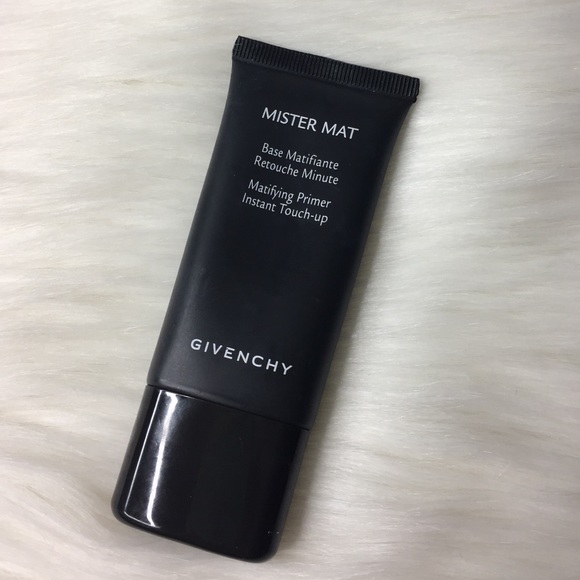 MISTER MAT
Base Matifiante
Retouche Minute
Matifying Primer
Instant Touch-up
GIVENCHY